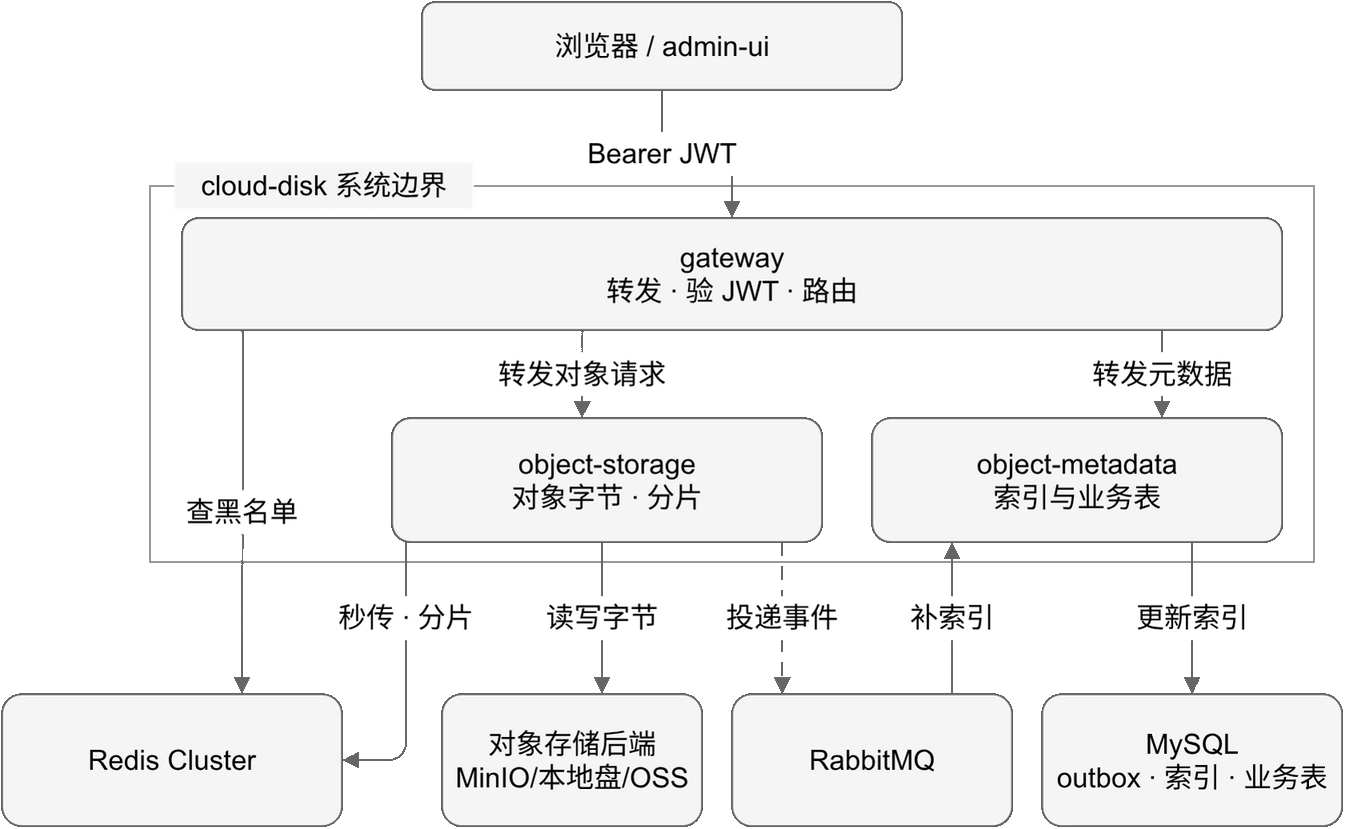 浏览器 / admin-ui
Bearer JWT
cloud-disk 系统边界
gateway
转发 · 验 JWT · 路由
转发对象请求
转发元数据
object-storage
对象字节 · 分片
object-metadata
索引与业务表
查黑名单
秒传 · 分片
读写字节
投递事件
补索引
更新索引
Redis Cluster
对象存储后端
MinIO/本地盘/OSS
RabbitMQ
MySQL
outbox · 索引 · 业务表